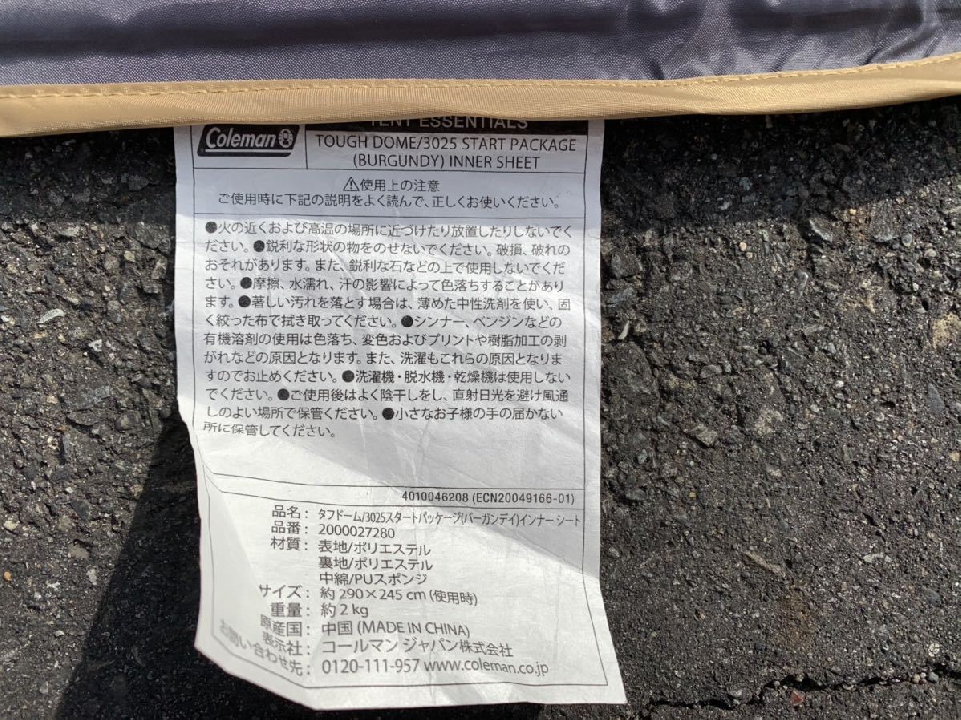 TENT ESSENTIALS
Coleman
TOUGH DOME/3025 START PACKAGE
(BURGUNDY) INNER SHEET
⚠使用上の注意
ご使用時に下記の説明をよく読んで、正しくお使いください。
●火の近くおよび高温の場所に近づけたり放置したりしないでく
ださい。●鋭利な形状の物をのせないでください。破損、破れの
おそれがあります。また、鋭利な石などの上で使用しないでくだ
さい。●摩擦、水濡れ、汗の影響によって色落ちすることがあり
ます。●著しい汚れを落とす場合は、薄めた中性洗剤を使い、固
く絞った布で拭き取ってください。●シンナー、ベンジンなどの
有機溶剤の使用は色落ち、変色およびプリントや樹脂加工の剥
がれなどの原因となります。また、洗濯もこれらの原因となりま
すのでお止めください。●洗濯機・脱水機・乾燥機は使用しない
でください。●ご使用後はよく陰干しをし、直射日光を避け風通
しのよい場所で保管ください。●小さなお子様の手の届かない
所に保管してください。
4010046208 (ECN20049166-01)
品名: タフドーム/3025スタートパッケージ(バーガンディ)インナーシート
品番: 2000027280
材質: 表地/ポリエステル
裏地/ポリエステル
中綿/PUスポンジ
サイズ: 約 290×245 cm (使用時)
重量: 約 2 kg
原産国: 中国 (MADE IN CHINA)
表示社: コールマン ジャパン株式会社
お問い合わせ先: 0120-111-957 www.coleman.co.jp